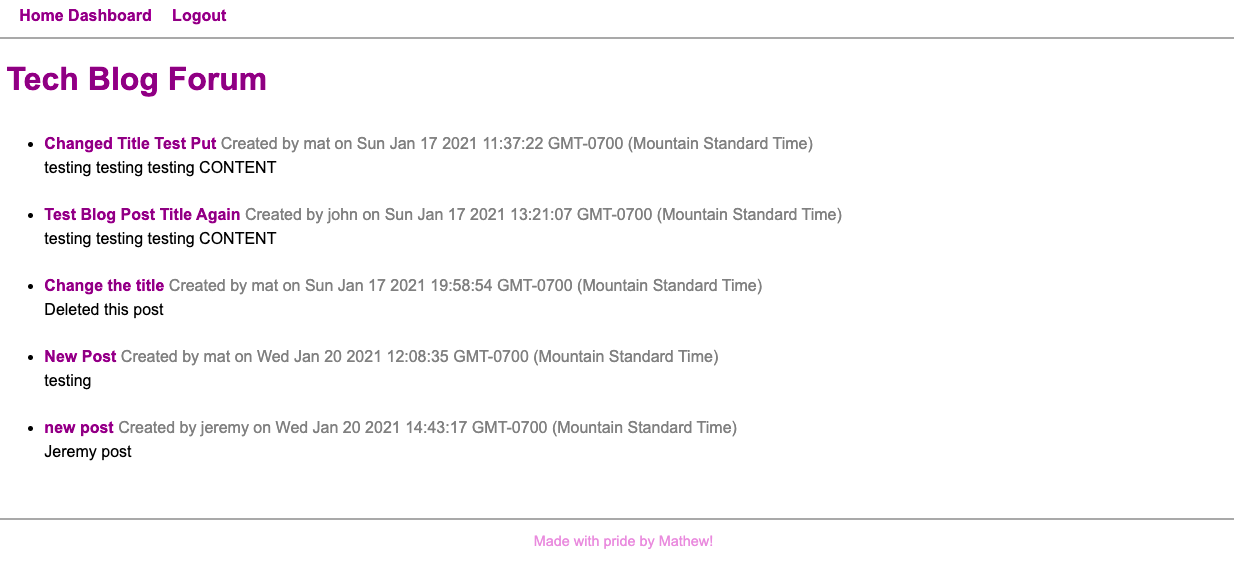 Home Dashboard Logout
Tech Blog Forum
Changed Title Test Put Created by mat on Sun Jan 17 2021 11:37:22 GMT-0700 (Mountain Standard Time)
testing testing testing CONTENT
Test Blog Post Title Again Created by john on Sun Jan 17 2021 13:21:07 GMT-0700 (Mountain Standard Time)
testing testing testing CONTENT
Change the title Created by mat on Sun Jan 17 2021 19:58:54 GMT-0700 (Mountain Standard Time)
Deleted this post
New Post Created by mat on Wed Jan 20 2021 12:08:35 GMT-0700 (Mountain Standard Time)
testing
new post Created by jeremy on Wed Jan 20 2021 14:43:17 GMT-0700 (Mountain Standard Time)
Jeremy post
Made with pride by Mathew!